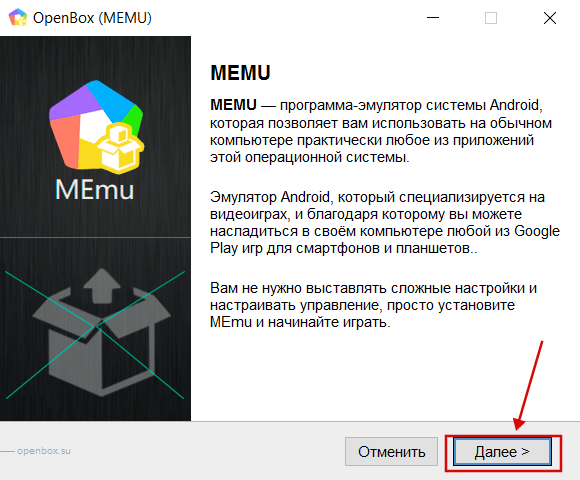 OpenBox (MEMU)
MEmu
MEMU
MEMU — программа-эмулятор системы Android,
которая позволяет вам использовать на обычном
компьютере практически любое из приложений
этой операционной системы.
Эмулятор Android, который специализируется на
видеоиграх, и благодаря которому вы можете
насладиться в своём компьютере любой из Google
Play игр для смартфонов и планшетов..
Вам не нужно выставлять сложные настройки и
настраивать управление, просто установите
MEmu и начинайте играть.
openbox.su
Отменить
Далее >